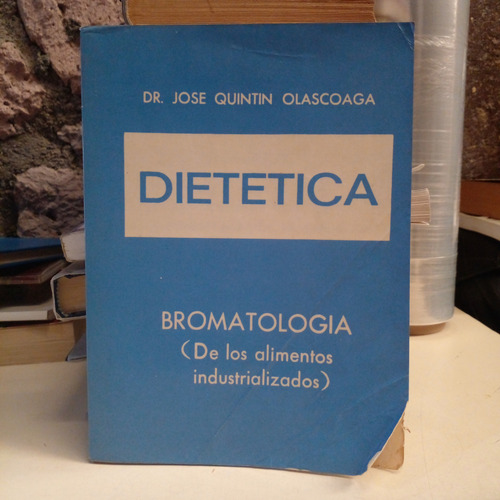 DR. JOSE QUINTIN OLASCOAGA
DIETETICA
BROMATOLOGIA
(De los alimentos
industrializados)